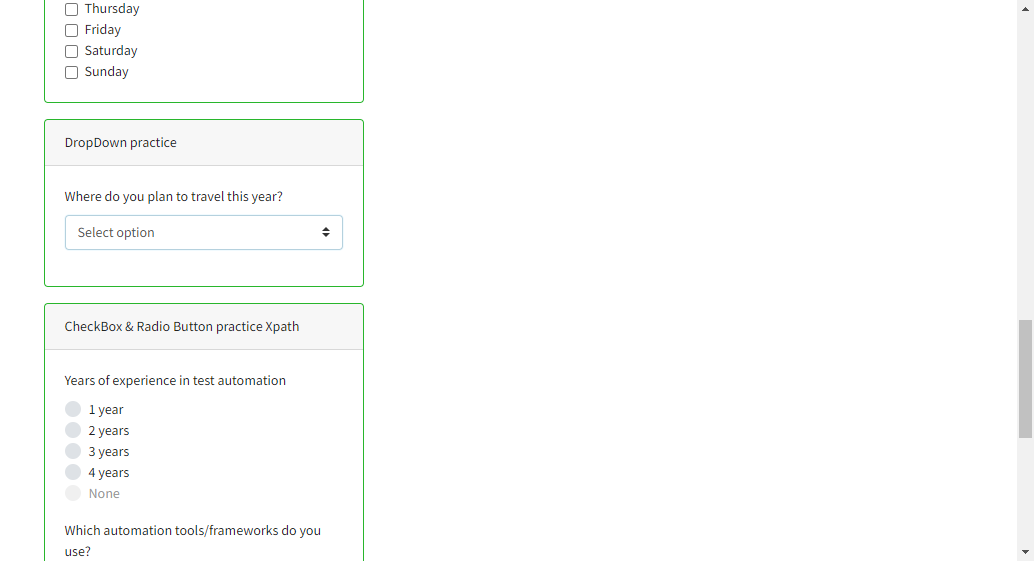 Thursday
Friday
Saturday
Sunday
DropDown practice
Where do you plan to travel this year?
Select option
CheckBox & Radio Button practice Xpath
Years of experience in test automation
1 year
2 years
3 years
4 years
None
Which automation tools/frameworks do you
use?